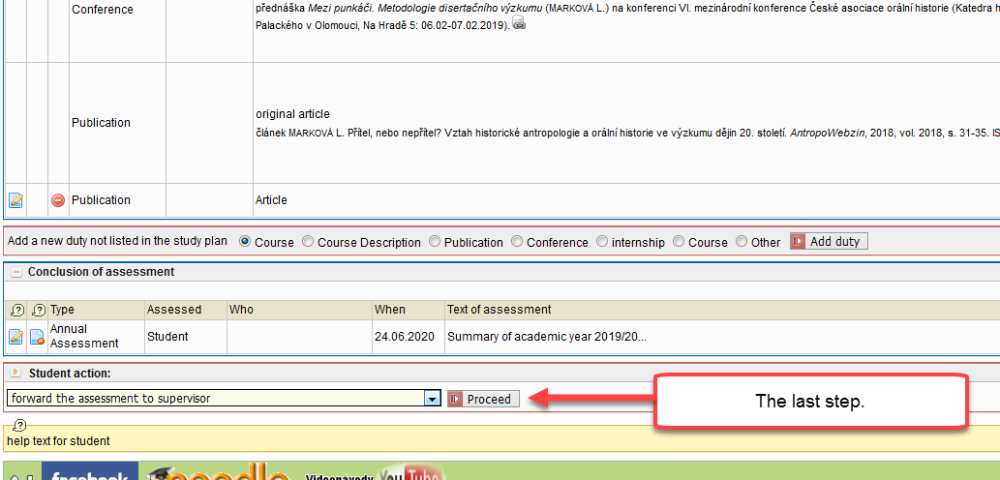 přednáška Mezi punkáči. Metodologie disertačního výzkumu (MARKOVÁ L.) na konferenci VI. mezinárodní konference České asociace orální historie (Katedra h
Conference
Palackého v Olomouci, Na Hradě 5: 06.02-07.02.2019).
original article
Publication
článek MARKOVÁ L. Přítel, nebo nepřítel? Vztah historické antropologie a orální historie ve výzkumu dějin 20. století. AntropoWebzin, 2018, vol. 2018, s. 31-35. IS
Publication Article
Add a new duty not listed in the study plan Course Course Description Publication Conference internship Course Other Add duty
Conclusion of assessment
Type Assessed Who When Text of assessment
Annual Assessment Student 24.06.2020 Summary of academic year 2019/20...
Student action:
forward the assessment to supervisor Proceed
The last step.
help text for student
facebook moodle Videonávody YouTube